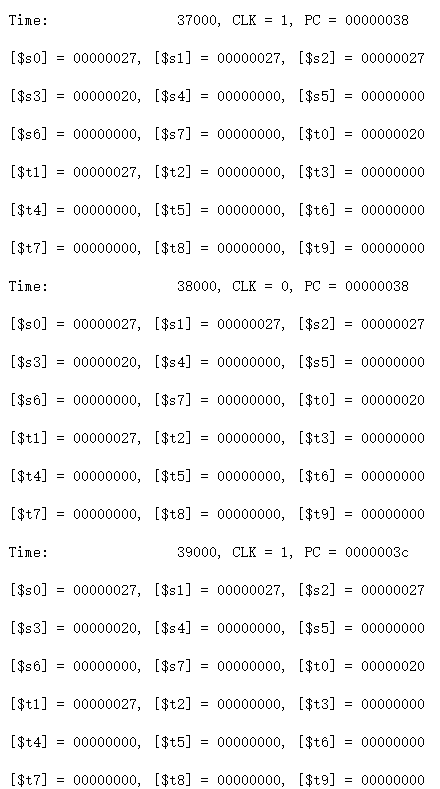 Time:                37000, CLK = 1, PC = 00000038
[$s0] = 00000027, [$s1] = 00000027, [$s2] = 00000027
[$s3] = 00000020, [$s4] = 00000000, [$s5] = 00000000
[$s6] = 00000000, [$s7] = 00000000, [$t0] = 00000020
[$t1] = 00000027, [$t2] = 00000000, [$t3] = 00000000
[$t4] = 00000000, [$t5] = 00000000, [$t6] = 00000000
[$t7] = 00000000, [$t8] = 00000000, [$t9] = 00000000
Time:                38000, CLK = 0, PC = 00000038
[$s0] = 00000027, [$s1] = 00000027, [$s2] = 00000027
[$s3] = 00000020, [$s4] = 00000000, [$s5] = 00000000
[$s6] = 00000000, [$s7] = 00000000, [$t0] = 00000020
[$t1] = 00000027, [$t2] = 00000000, [$t3] = 00000000
[$t4] = 00000000, [$t5] = 00000000, [$t6] = 00000000
[$t7] = 00000000, [$t8] = 00000000, [$t9] = 00000000
Time:                39000, CLK = 1, PC = 0000003c
[$s0] = 00000027, [$s1] = 00000027, [$s2] = 00000027
[$s3] = 00000020, [$s4] = 00000000, [$s5] = 00000000
[$s6] = 00000000, [$s7] = 00000000, [$t0] = 00000020
[$t1] = 00000027, [$t2] = 00000000, [$t3] = 00000000
[$t4] = 00000000, [$t5] = 00000000, [$t6] = 00000000
[$t7] = 00000000, [$t8] = 00000000, [$t9] = 00000000